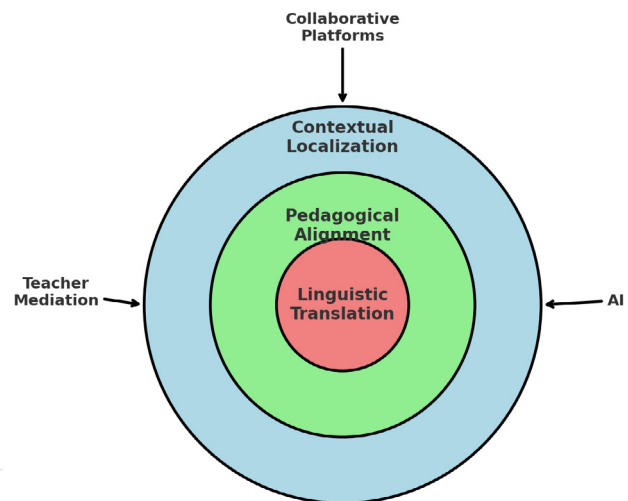 Collaborative
Platforms
Contextual
Localization
Pedagogical
Alignment
Teacher
Mediation
Linguistic
Translation
AI